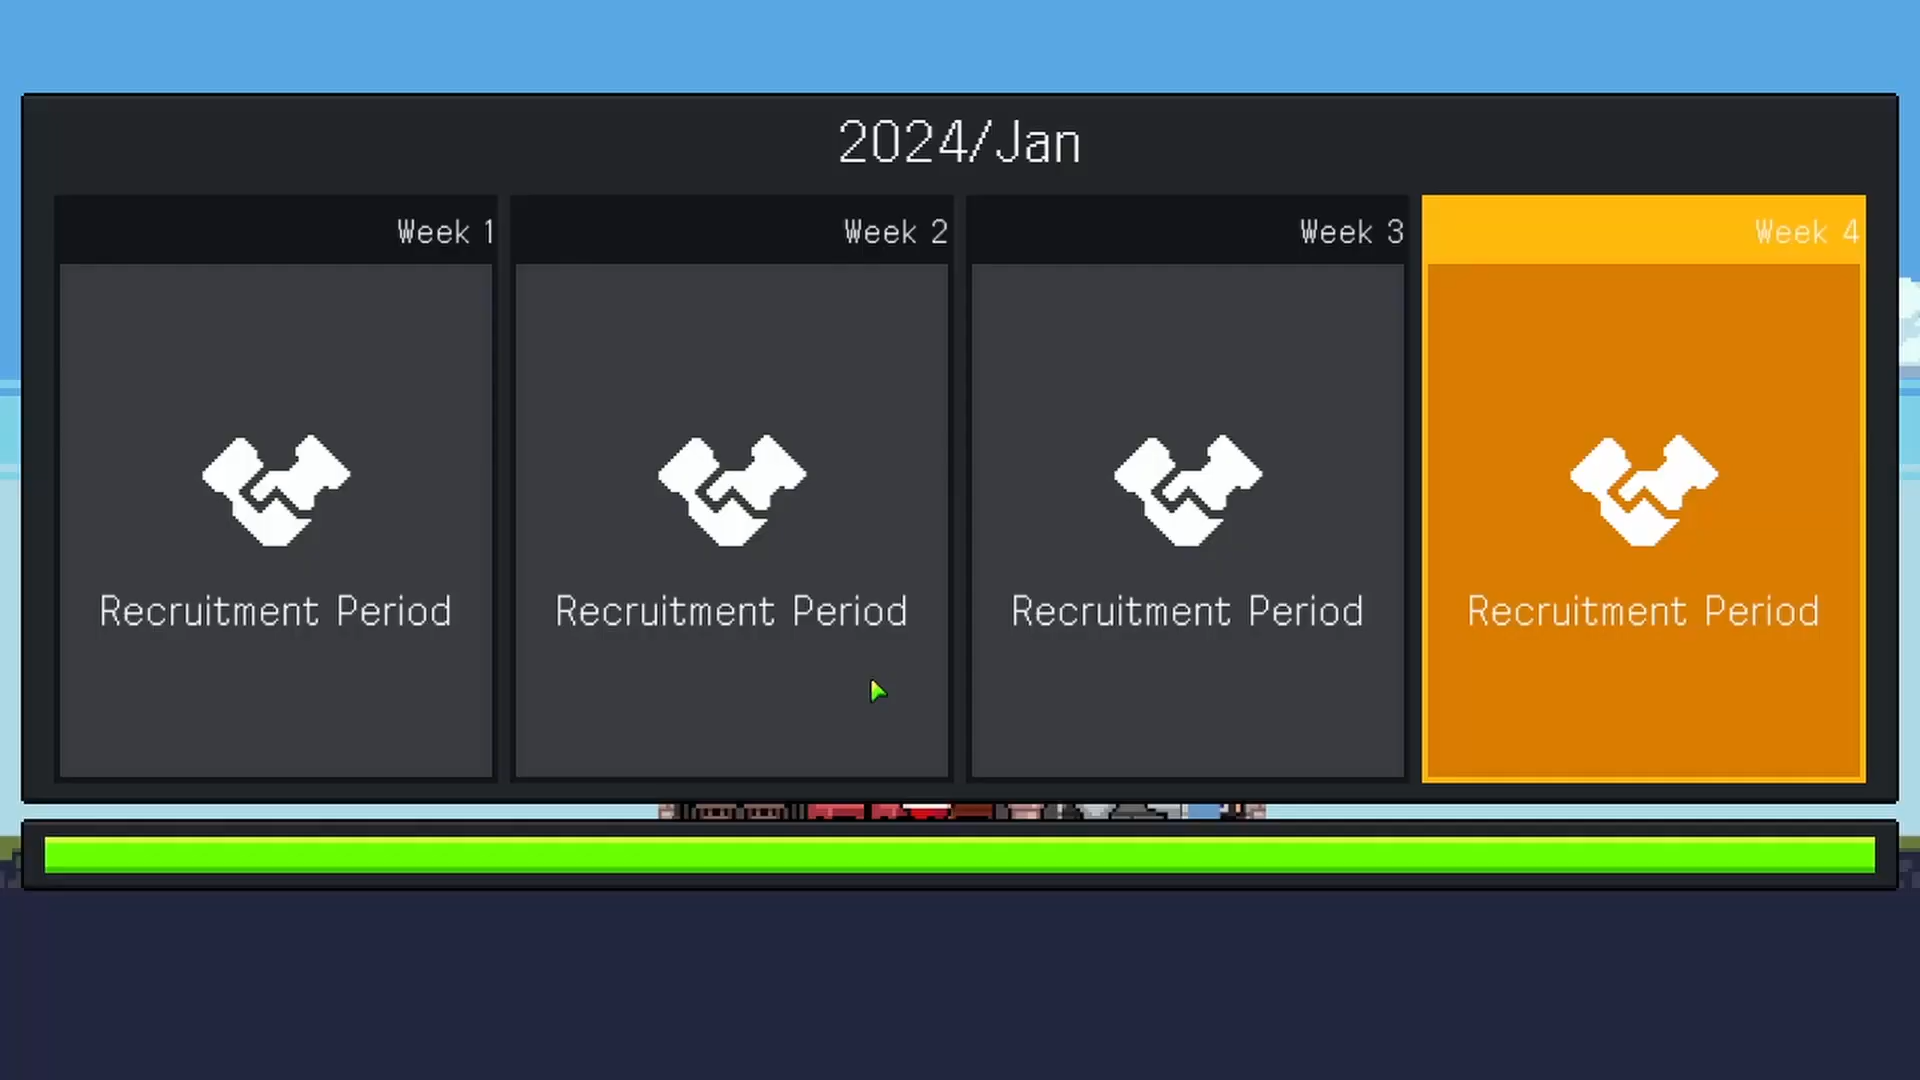 2024/Jan
Week 1
Week 2
Week 3
Week 4
Recruitment Period
Recruitment Period
Recruitment Period
Recruitment Period